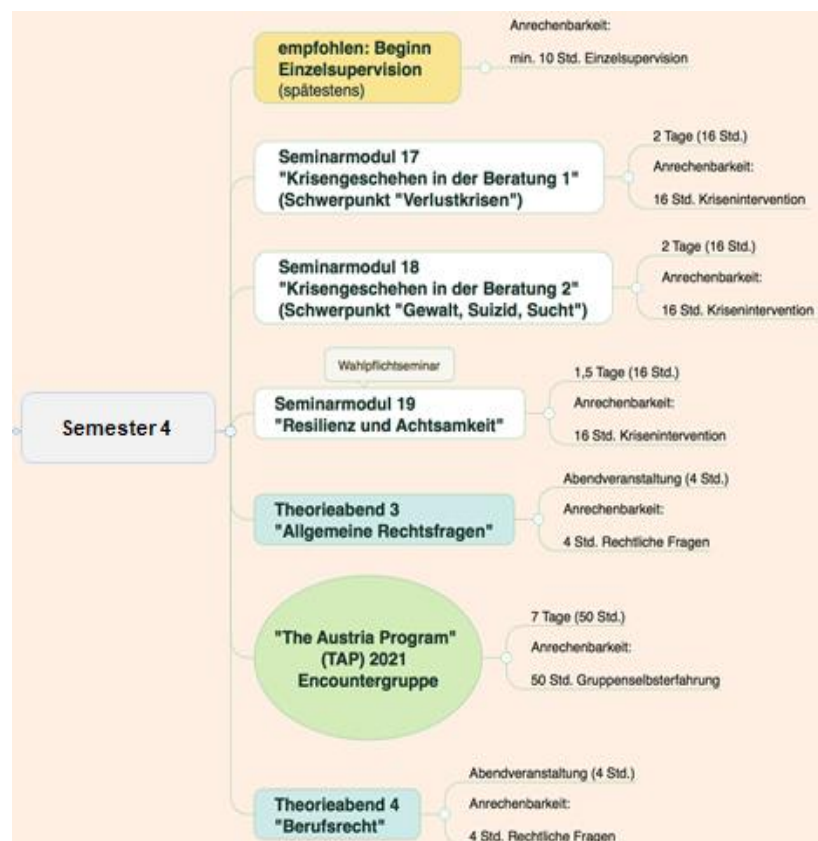 empfohlen: Beginn
Einzelsupervision
(spätestens)
Anrechenbarkeit:
min. 10 Std. Einzelsupervision
Seminarmodul 17
"Krisengeschehen in der Beratung 1"
(Schwerpunkt "Verlustkrisen")
2 Tage (16 Std.)
Anrechenbarkeit:
16 Std. Krisenintervention
Seminarmodul 18
"Krisengeschehen in der Beratung 2"
(Schwerpunkt "Gewalt, Suizid, Sucht")
2 Tage (16 Std.)
Anrechenbarkeit:
16 Std. Krisenintervention
Semester 4
Wahlpflichtseminar
Seminarmodul 19
"Resilienz und Achtsamkeit"
1,5 Tage (16 Std.)
Anrechenbarkeit:
16 Std. Krisenintervention
Theorieabend 3
"Allgemeine Rechtsfragen"
Abendveranstaltung (4 Std.)
Anrechenbarkeit:
4 Std. Rechtliche Fragen
"The Austria Program"
(TAP) 2021
Encountergruppe
7 Tage (50 Std.)
Anrechenbarkeit:
50 Std. Gruppenselbsterfahrung
Theorieabend 4
"Berufsrecht"
Abendveranstaltung (4 Std.)
Anrechenbarkeit:
4 Std. Rechtliche Fragen